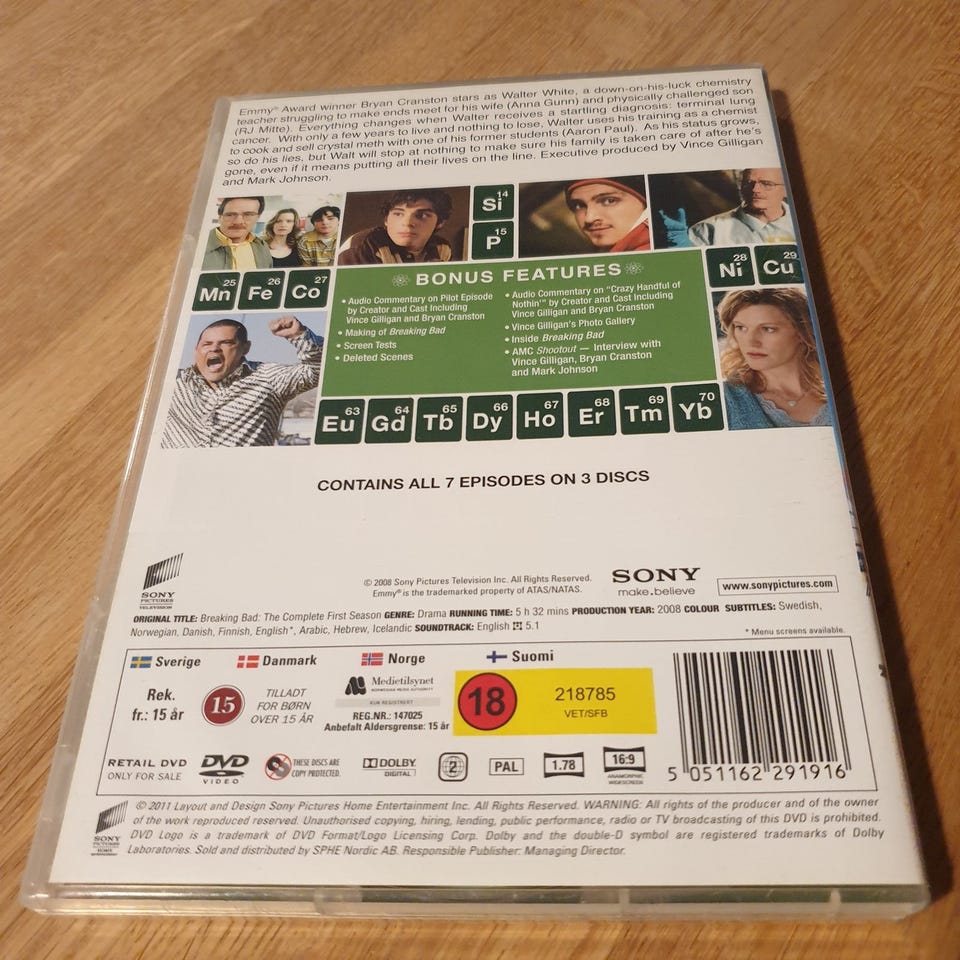 Emmy® Award winner Bryan Cranston stars as Walter White, a down-on-his-luck chemistry
teacher struggling to make ends meet for his wife (Anna Gunn) and physically challenged son
(RJ Mitte). Everything changes when Walter receives a startling diagnosis: terminal lung
cancer. With only a few years to live and nothing to lose, Walter uses his training as a chemist
to cook and sell crystal meth with one of his former students (Aaron Paul). As his status grows,
so do his lies, but Walt will stop at nothing to make sure his family is taken care of after he's
gone, even if it means putting all their lives on the line. Executive produced by Vince Gilligan
and Mark Johnson.
14
Si
15
P
25
Mn
26
Fe
27
Co
28
Ni
29
Cu
BONUS FEATURES
• Audio Commentary on Pilot Episode
by Creator and Cast Including
Vince Gilligan and Bryan Cranston
• Making of Breaking Bad
• Screen Tests
• Deleted Scenes
• Audio Commentary on "Crazy Handful of
Nothin'" by Creator and Cast Including
Vince Gilligan and Bryan Cranston
• Vince Gilligan's Photo Gallery
• Inside Breaking Bad
• AMC Shootout — Interview with
Vince Gilligan, Bryan Cranston
and Mark Johnson
63
Eu
64
Gd
65
Tb
66
Dy
67
Ho
68
Er
69
Tm
70
Yb
CONTAINS ALL 7 EPISODES ON 3 DISCS
SONY
PICTURES
TELEVISION
© 2008 Sony Pictures Television Inc. All Rights Reserved.
Emmy® is the trademarked property of ATAS/NATAS.
SONY
make.believe
www.sonypictures.com
ORIGINAL TITLE: Breaking Bad: The Complete First Season GENRE: Drama RUNNING TIME: 5 h 32 mins PRODUCTION YEAR: 2008 COLOUR SUBTITLES: Swedish,
Norwegian, Danish, Finnish, English*, Arabic, Hebrew, Icelandic SOUNDTRACK: English 5.1
* Menu screens available.
Sverige
Danmark
Norge
Suomi
Rek.
fr.: 15 år
15
TILLADT
FOR BØRN
OVER 15 ÅR
Medietilsynet
NORWEGIAN MEDIA AUTHORITY
KUN REGISTRERT
REG.NR.: 147025
Anbefalt Aldersgrense: 15 år
18
218785
VET/SFB
RETAIL DVD
ONLY FOR SALE
DVD
VIDEO
THESE DISCS ARE
COPY PROTECTED.
DOLBY
DIGITAL
2
PAL
1.78
16:9
ANAMORPHIC
WIDESCREEN
5 051162 291916
SONY
PICTURES
HOME
© 2011 Layout and Design Sony Pictures Home Entertainment Inc. All Rights Reserved. WARNING: All rights of the producer and of the owner
of the work reproduced reserved. Unauthorised copying, hiring, lending, public performance, radio or TV broadcasting of this DVD is prohibited.
DVD Logo is a trademark of DVD Format/Logo Licensing Corp. Dolby and the double-D symbol are registered trademarks of Dolby
Laboratories. Sold and distributed by SPHE Nordic AB. Responsible Publisher: Managing Director.